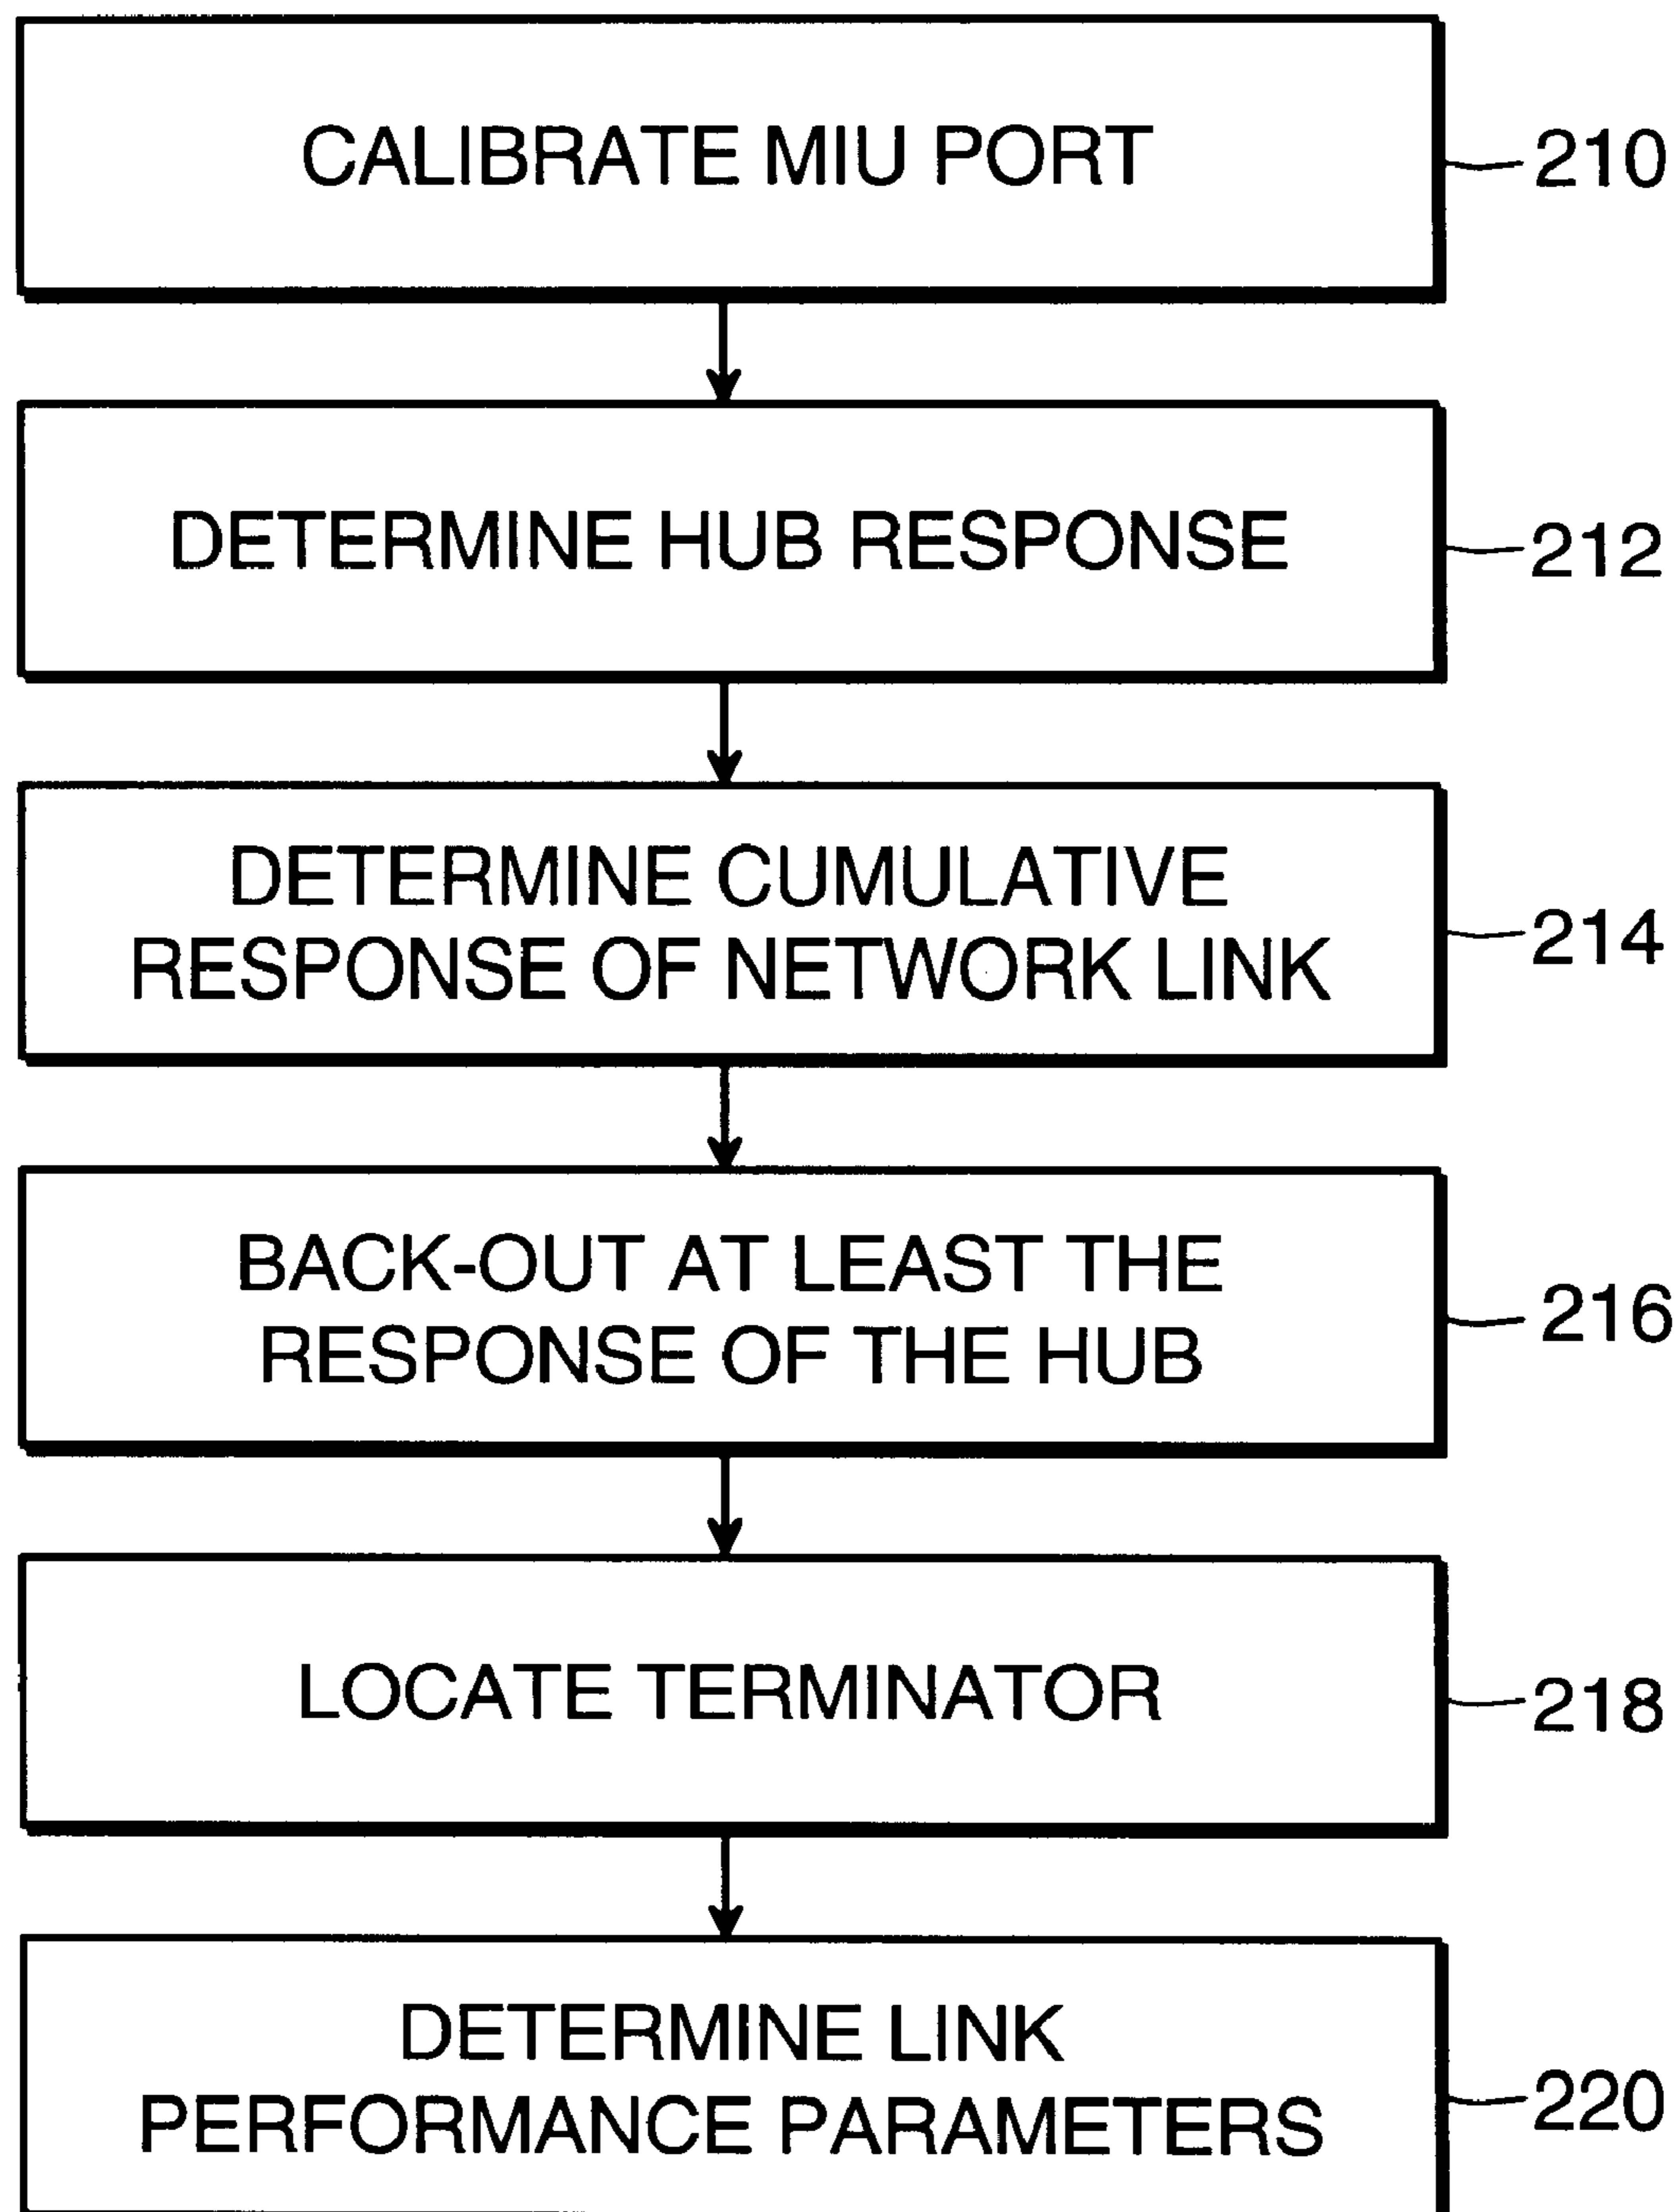 CALIBRATE MIU PORT
210
DETERMINE HUB RESPONSE
212
DETERMINE CUMULATIVE
RESPONSE OF NETWORK LINK
214
BACK-OUT AT LEAST THE
RESPONSE OF THE HUB
216
LOCATE TERMINATOR
218
DETERMINE LINK
PERFORMANCE PARAMETERS
220